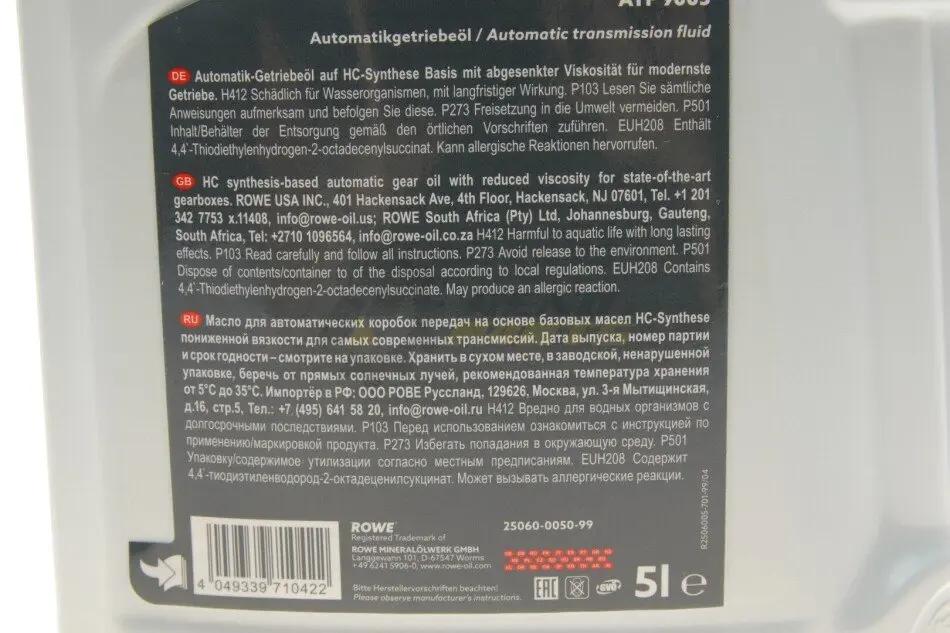 ATF 9005
Automatikgetriebeöl / Automatic transmission fluid
DE Automatik-Getriebeöl auf HC-Synthese Basis mit abgesenkter Viskosität für modernste
Getriebe. H412 Schädlich für Wasserorganismen, mit langfristiger Wirkung. P103 Lesen Sie sämtliche
Anweisungen aufmerksam und befolgen Sie diese. P273 Freisetzung in die Umwelt vermeiden. P501
Inhalt/Behälter der Entsorgung gemäß den örtlichen Vorschriften zuführen. EUH208 Enthält
4,4'-Thiodiethylenhydrogen-2-octadecenylsuccinat. Kann allergische Reaktionen hervorrufen.
GB HC synthesis-based automatic gear oil with reduced viscosity for state-of-the-art
gearboxes. ROWE USA INC., 401 Hackensack Ave, 4th Floor, Hackensack, NJ 07601, Tel. +1 201
342 7753 x.11408, info@rowe-oil.us; ROWE South Africa (Pty) Ltd, Johannesburg, Gauteng,
South Africa, Tel: +2710 1096564, info@rowe-oil.co.za H412 Harmful to aquatic life with long lasting
effects. P103 Read carefully and follow all instructions. P273 Avoid release to the environment. P501
Dispose of contents/container to of the disposal according to local regulations. EUH208 Contains
4,4'-Thiodiethylenhydrogen-2-octadecenylsuccinate. May produce an allergic reaction.
RU Масло для автоматических коробок передач на основе базовых масел HC-Synthese
пониженной вязкости для самых современных трансмиссий. Дата выпуска, номер партии
и срок годности – смотрите на упаковке. Хранить в сухом месте, в заводской, ненарушенной
упаковке, беречь от прямых солнечных лучей, рекомендованная температура хранения
от 5°C до 35°C. Импортёр в РФ: ООО РОВЕ Руссланд, 129626, Москва, ул. 3-я Мытищинская,
д.16, стр.5, Тел.: +7 (495) 641 58 20, info@rowe-oil.ru H412 Вредно для водных организмов с
долгосрочными последствиями. P103 Перед использованием ознакомиться с инструкцией по
применению/маркировкой продукта. P273 Избегать попадания в окружающую среду. P501
Упаковку/содержимое утилизации согласно местным предписаниям. EUH208 Содержит
4,4'-тиодиэтиленводород-2-октадеценилсукцинат. Может вызывать аллергические реакции.
R2506005-701-99/04
ROWE
Registered Trademark of
ROWE MINERALÖLWERK GMBH
Langgewann 101, D-67547 Worms
+49 6241 5906-0, www.rowe-oil.com
Bitte Herstellervorschriften beachten!
Please observe manufacturer's instructions.
25060-0050-99
4 049339 710422
EAC
GVÖ
5l e